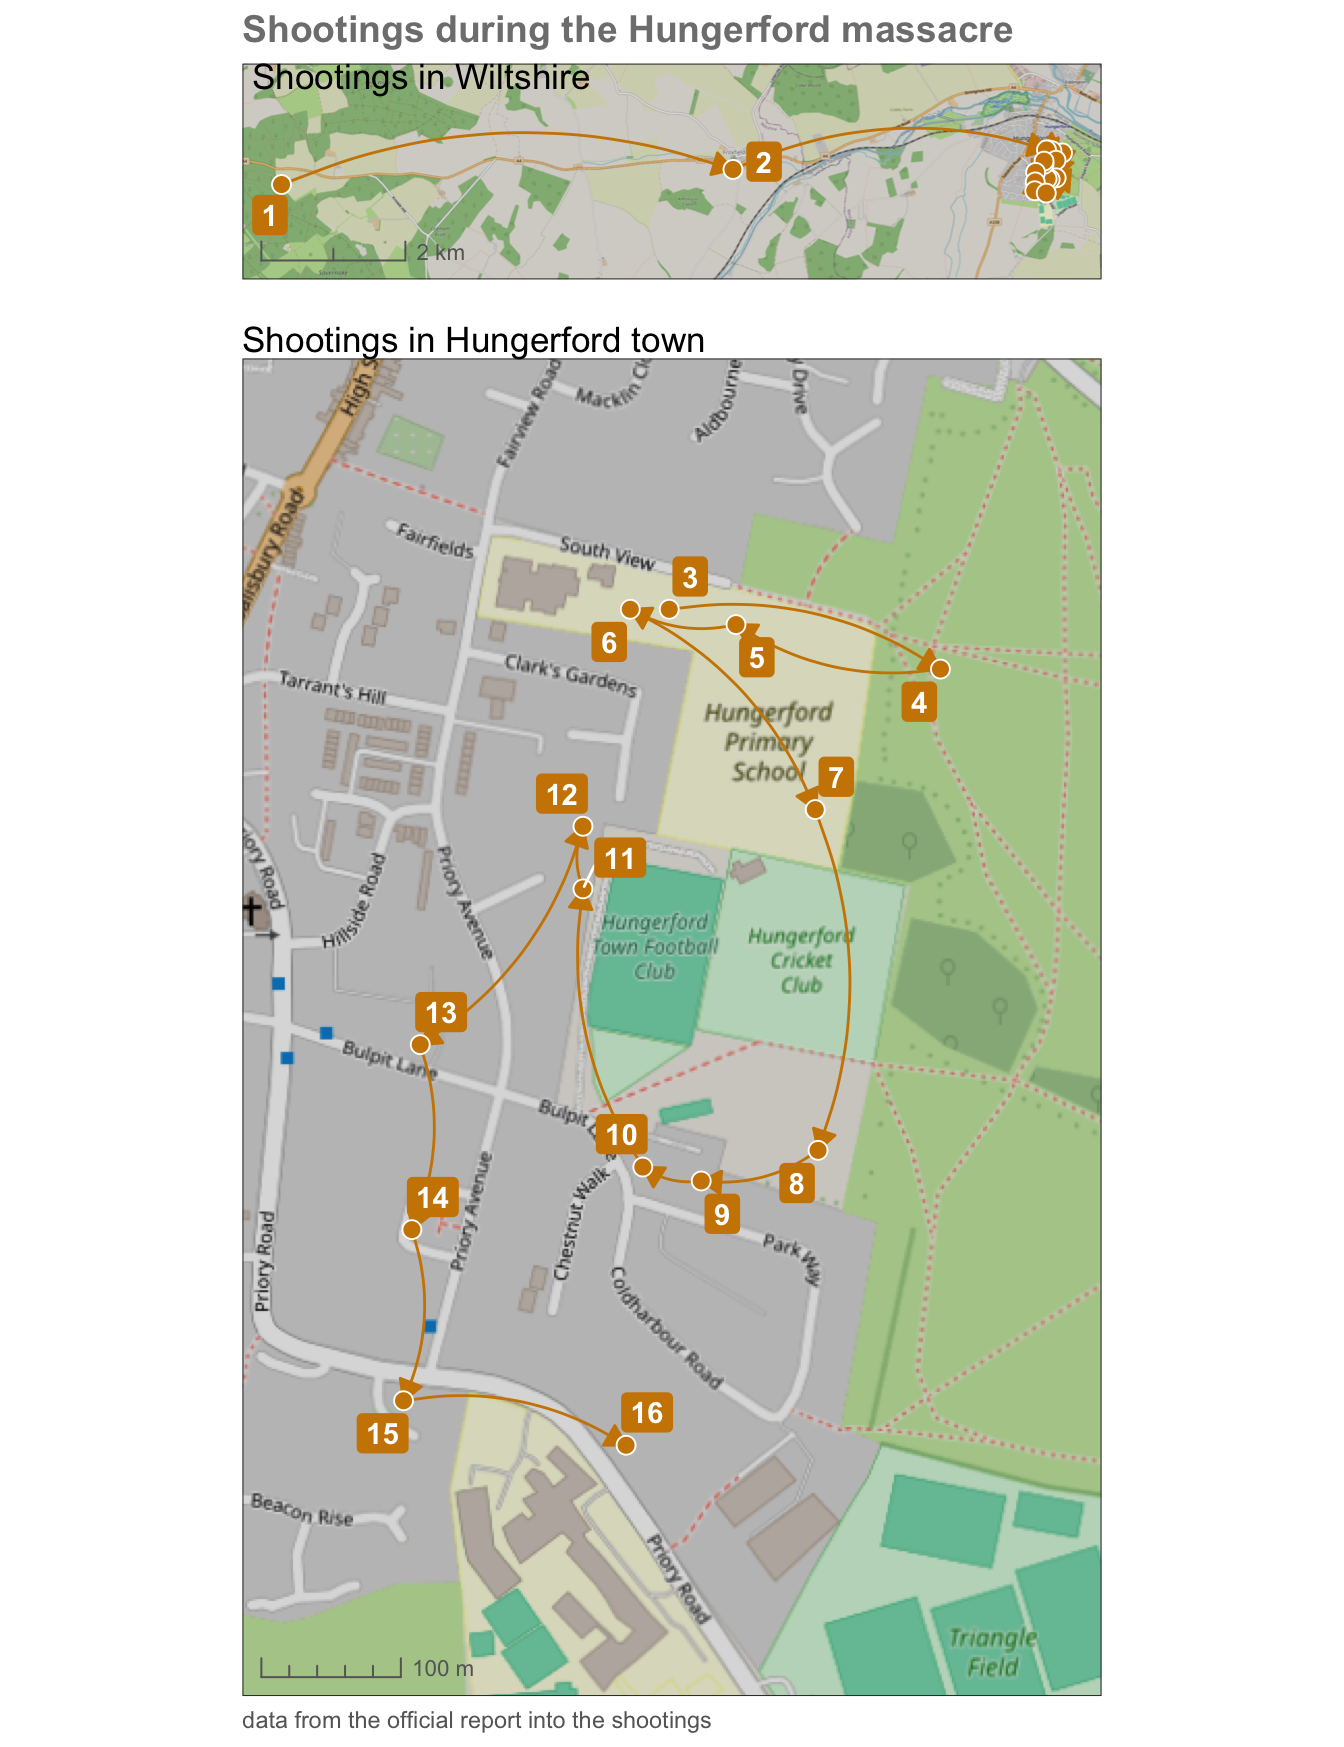 Shootings during the Hungerford massacre
Shootings in Wiltshire
1
2
2 km
Shootings in Hungerford town
High S
Fairview Road
Macklin Clo
Aldbourne
Drive
alisbury Road
Fairfields
South View
3
6
5
4
Clark's Gardens
Tarrant's Hill
Hungerford
Primary
School
7
12
11
iory Road
Hillside Road
Priory Avenue
Hungerford
Town Football
Club
Hungerford
Cricket
Club
13
Bulpit Lane
Bulpit L
10
8
9
14
Priory Avenue
Chestnut Walk
Park Way
Priory Road
Coldharbour Road
15
16
Beacon Rise
Priory Road
Triangle
Field
100 m
data from the official report into the shootings